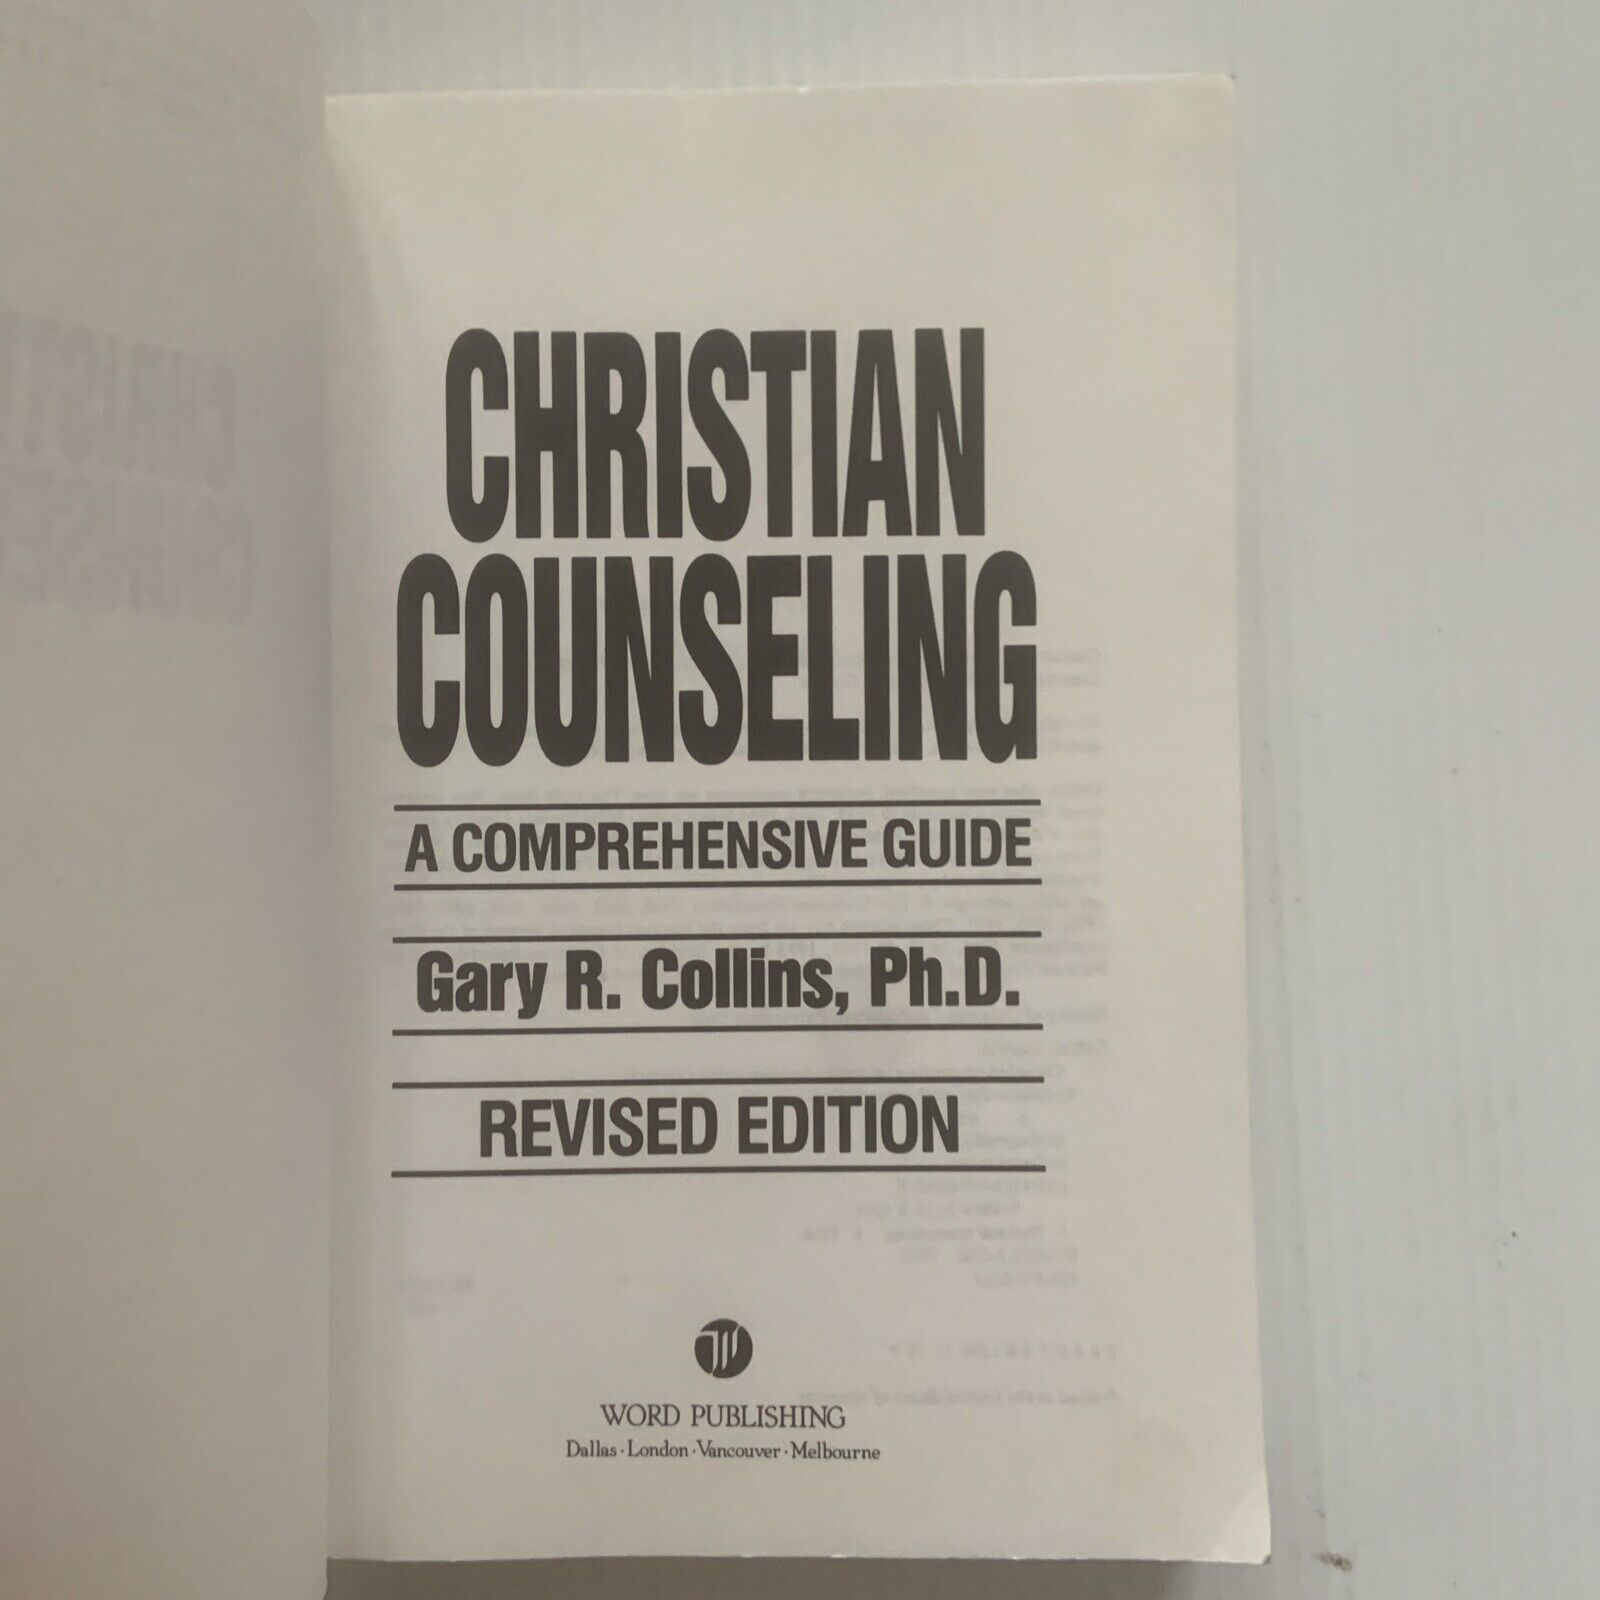 CHRISTIAN
COUNSELING
A COMPREHENSIVE GUIDE
Gary R. Collins, Ph.D.
REVISED EDITION
W
WORD PUBLISHING
Dallas · London · Vancouver · Melbourne